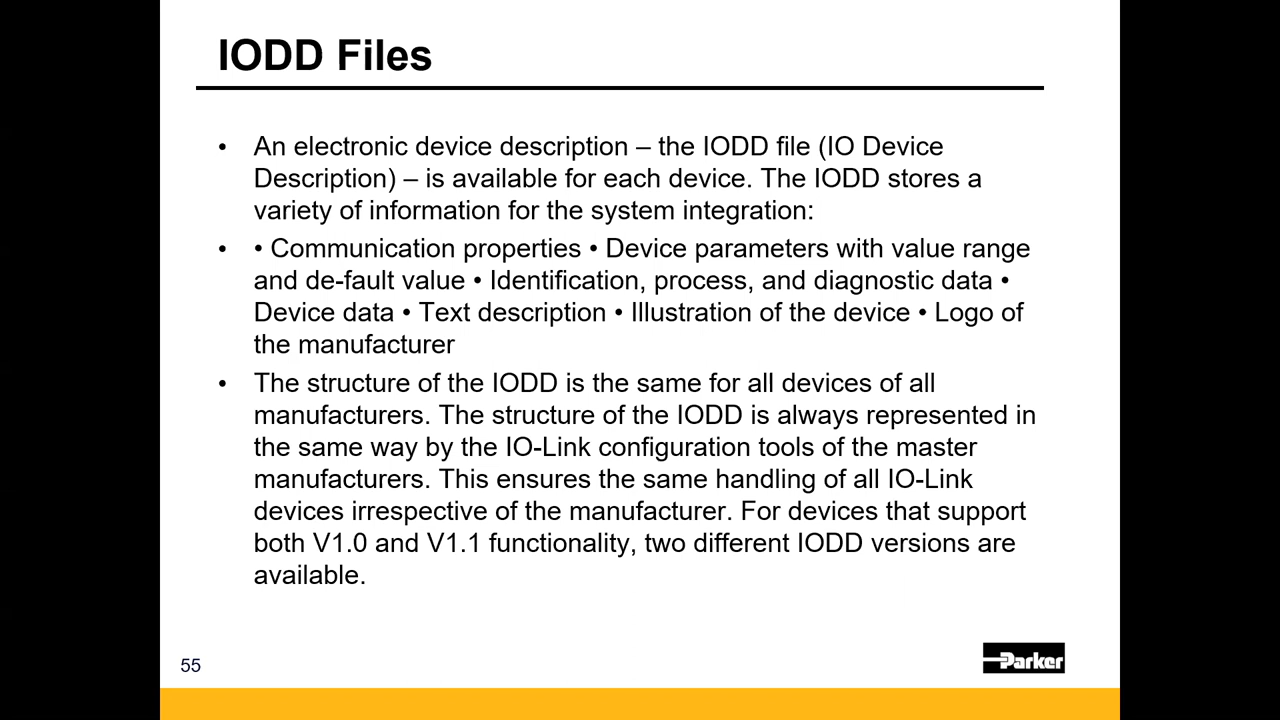 IODD Files
• An electronic device description – the IODD file (IO Device
Description) – is available for each device. The IODD stores a
variety of information for the system integration:
• • Communication properties • Device parameters with value range
and de-fault value • Identification, process, and diagnostic data •
Device data • Text description • Illustration of the device • Logo of
the manufacturer
• The structure of the IODD is the same for all devices of all
manufacturers. The structure of the IODD is always represented in
the same way by the IO-Link configuration tools of the master
manufacturers. This ensures the same handling of all IO-Link
devices irrespective of the manufacturer. For devices that support
both V1.0 and V1.1 functionality, two different IODD versions are
available.
55
Parker